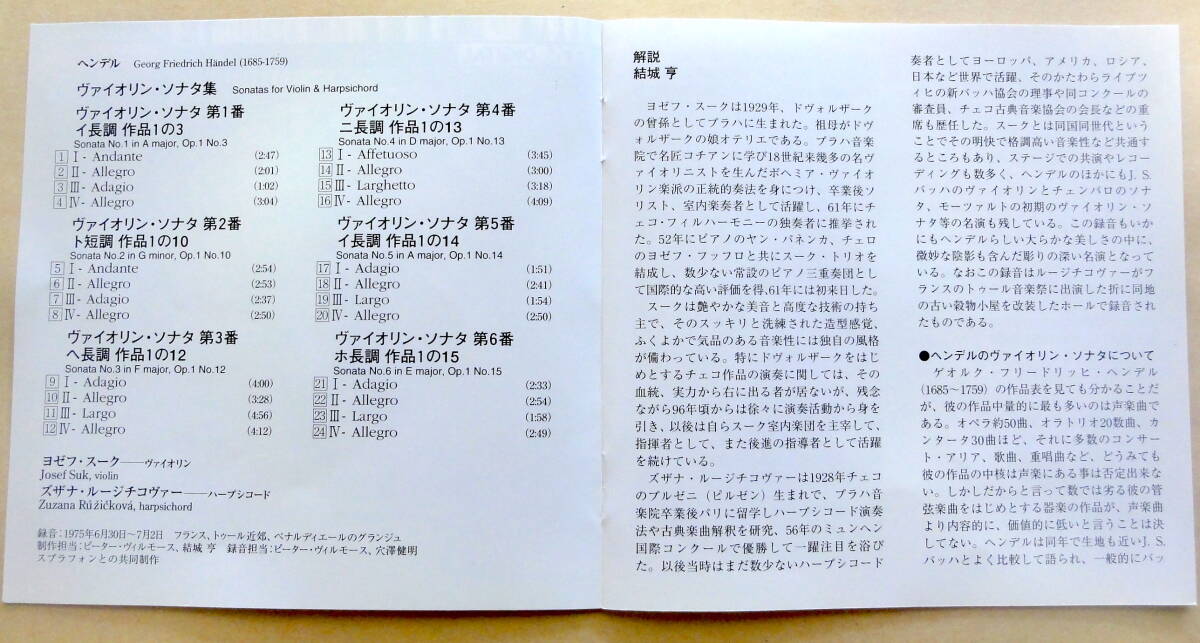 ヘンデル Georg Friedrich Händel (1685-1759)
ヴァイオリン・ソナタ集 Sonatas for Violin & Harpsichord
ヴァイオリン・ソナタ 第1番
イ長調 作品1の3
Sonata No.1 in A major, Op.1 No.3
1 Ⅰ- Andante (2:47)
2 Ⅱ- Allegro (2:01)
3 Ⅲ- Adagio (1:02)
4 Ⅳ- Allegro (3:04)
ヴァイオリン・ソナタ 第2番
ト短調 作品1の10
Sonata No.2 in G minor, Op.1 No.10
5 Ⅰ- Andante (2:54)
6 Ⅱ- Allegro (2:53)
7 Ⅲ- Adagio (2:37)
8 Ⅳ- Allegro (2:50)
ヴァイオリン・ソナタ 第3番
ヘ長調 作品1の12
Sonata No.3 in F major, Op.1 No.12
9 Ⅰ- Adagio (4:00)
10 Ⅱ- Allegro (3:28)
11 Ⅲ- Largo (4:56)
12 Ⅳ- Allegro (4:12)
ヴァイオリン・ソナタ 第4番
ニ長調 作品1の13
Sonata No.4 in D major, Op.1 No.13
13 Ⅰ- Affetuoso (3:45)
14 Ⅱ- Allegro (3:00)
15 Ⅲ- Larghetto (3:18)
16 Ⅳ- Allegro (4:09)
ヴァイオリン・ソナタ 第5番
イ長調 作品1の14
Sonata No.5 in A major, Op.1 No.14
17 Ⅰ- Adagio (1:51)
18 Ⅱ- Allegro (2:41)
19 Ⅲ- Largo (1:54)
20 Ⅳ- Allegro (2:50)
ヴァイオリン・ソナタ 第6番
ホ長調 作品1の15
Sonata No.6 in E major, Op.1 No.15
21 Ⅰ- Adagio (2:33)
22 Ⅱ- Allegro (2:54)
23 Ⅲ- Largo (1:58)
24 Ⅳ- Allegro (2:49)
ヨゼフ・スーク——ヴァイオリン
Josef Suk, violin
ズザナ・ルージチコヴァー——ハープシコード
Zuzana Růžičková, harpsichord
録音：1975年6月30日～7月2日 フランス、トゥール近郊、ベナルディエールのグランジュ
制作担当：ピーター・ヴィルモース、結城 亨 録音担当：ピーター・ヴィルモース、穴澤健明
スプラフォンとの共同制作
解説
結城 亨
ヨゼフ・スークは1929年、ドヴォルザーク
の曾孫としてプラハに生まれた。祖母がドヴ
ォルザークの娘オテリエである。プラハ音楽
院で名匠コチアンに学び18世紀来幾多の名ヴ
ァイオリニストを生んだボヘミア・ヴァイオ
リン楽派の正統的奏法を身につけ、卒業後ソ
リスト、室内楽奏者として活躍し、61年にチ
ェコ・フィルハーモニーの独奏者に推挙され
た。52年にピアノのヤン・パネンカ、チェロ
のヨゼフ・フッフロと共にスーク・トリオを
結成し、数少ない常設のピアノ三重奏団とし
て国際的な高い評価を得、61年には初来日した。
スークは艶やかな美音と高度な技術の持ち
主で、そのスッキリと洗練された造型感覚、
ふくよかで気品のある音楽性には独自の風格
が備わっている。特にドヴォルザークをはじ
めとするチェコ作品の演奏に関しては、その
血統、実力から右に出る者が居ないが、残念
ながら96年頃からは徐々に演奏活動から身を
引き、以後は自らスーク室内楽団を主宰して、
指揮者として、また後進の指導者として活躍
を続けている。
ズザナ・ルージチコヴァーは1928年チェコ
のプルゼニ（ピルゼン）生まれで、プラハ音
楽院卒業後パリに留学しハープシコード演奏
法や古典楽曲解釈を研究、56年のミュンヘン
国際コンクールで優勝して一躍注目を浴び
た。以後当時はまだ数少ないハープシコード
奏者としてヨーロッパ、アメリカ、ロシア、
日本など世界で活躍、そのかたわらライプツ
ィヒの新バッハ協会の理事や同コンクールの
審査員、チェコ古典音楽協会の会長などの重
席も歴任した。スークとは同国同世代という
ことでその明快で格調高い音楽性など共通す
るところもあり、ステージでの共演やレコー
ディングも数多く、ヘンデルのほかにもJ. S.
バッハのヴァイオリンとチェンバロのソナ
タ、モーツァルトの初期のヴァイオリン・ソ
ナタ等の名演も残している。この録音もいか
にもヘンデルらしい大らかな美しさの中に、
微妙な陰影も含んだ彫りの深い名演となって
いる。なおこの録音はルージチコヴァーがフ
ランスのトゥール音楽祭に出演した折に同地
の古い穀物小屋を改装したホールで録音され
たものである。
●ヘンデルのヴァイオリン・ソナタについて
ゲオルク・フリードリッヒ・ヘンデル
(1685～1759) の作品表を見ても分かることだ
が、彼の作品中量的に最も多いのは声楽曲で
ある。オペラ約50曲、オラトリオ20数曲、カ
ンタータ30曲ほど、それに多数のコンサー
ト・アリア、歌曲、重唱曲など、どうみても
彼の作品の中核は声楽にある事は否定出来な
い。しかしだからと言って数では劣る彼の管
弦楽曲をはじめとする器楽の作品が、声楽曲
より内容的に、価値的に低いと言うことは決
してない。ヘンデルは同年で生地も近いJ. S.
バッハとよく比較して語られ、一般的にバッ